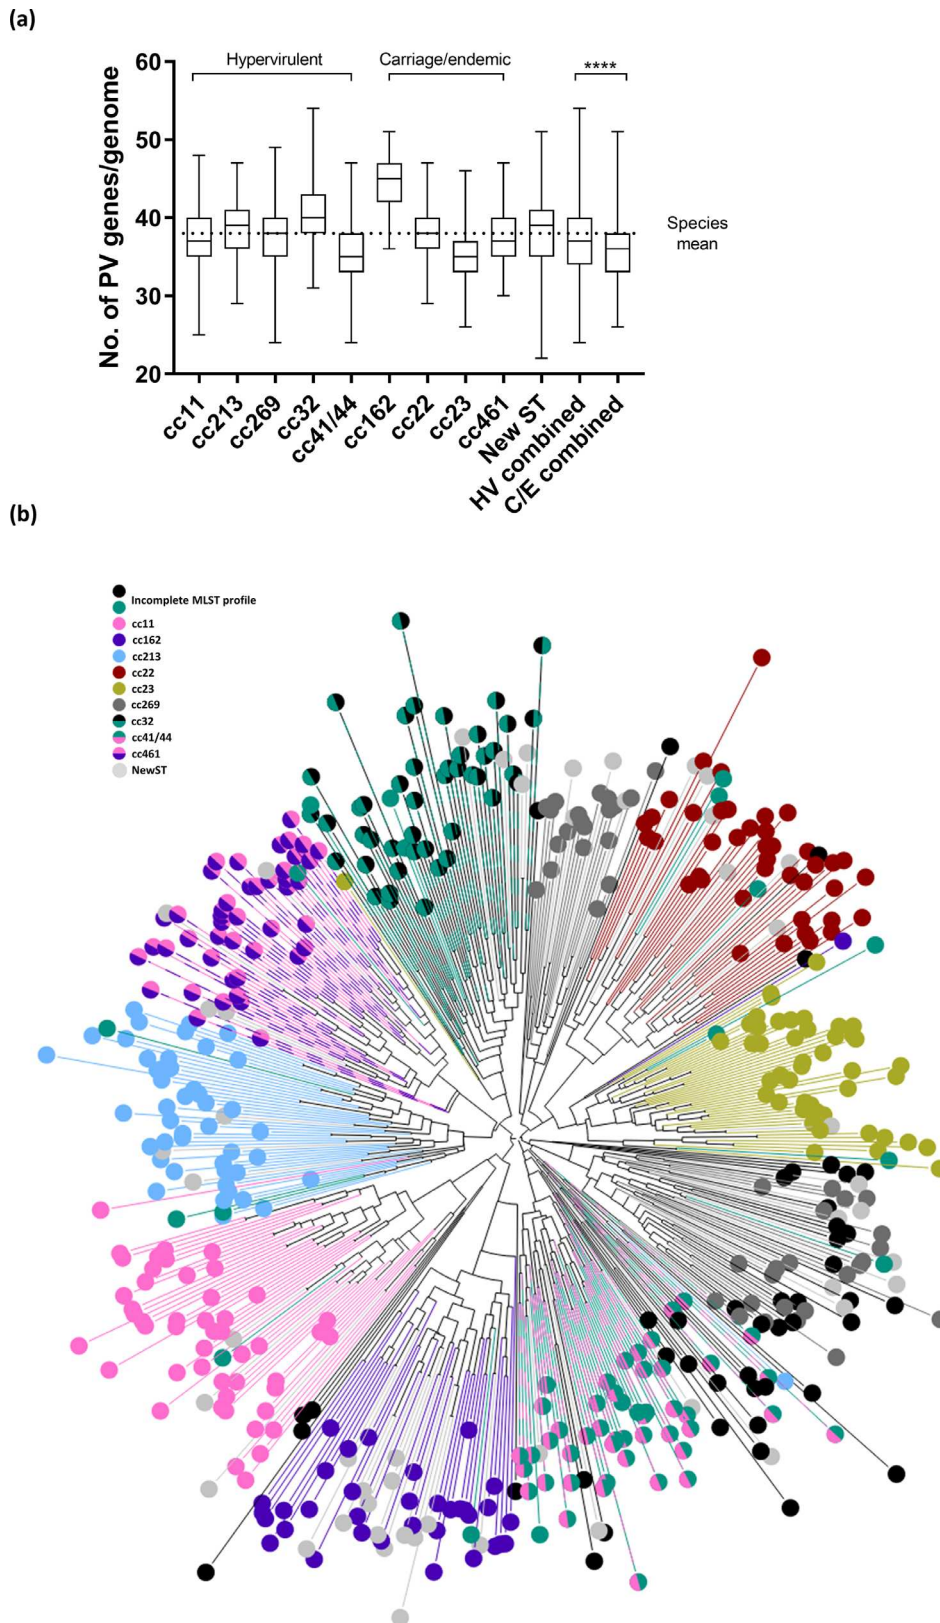 (a)
Hypervirulent
Carriage/endemic
****
60
50
40
30
20
No. of PV genes/genome
Species
mean
cc11
cc213
cc269
cc32
cc41/44
cc162
cc22
cc23
cc461
New ST
HV combined
C/E combined
(b)
Incomplete MLST profile
cc11
cc162
cc213
cc22
cc23
cc269
cc32
cc41/44
cc461
NewST